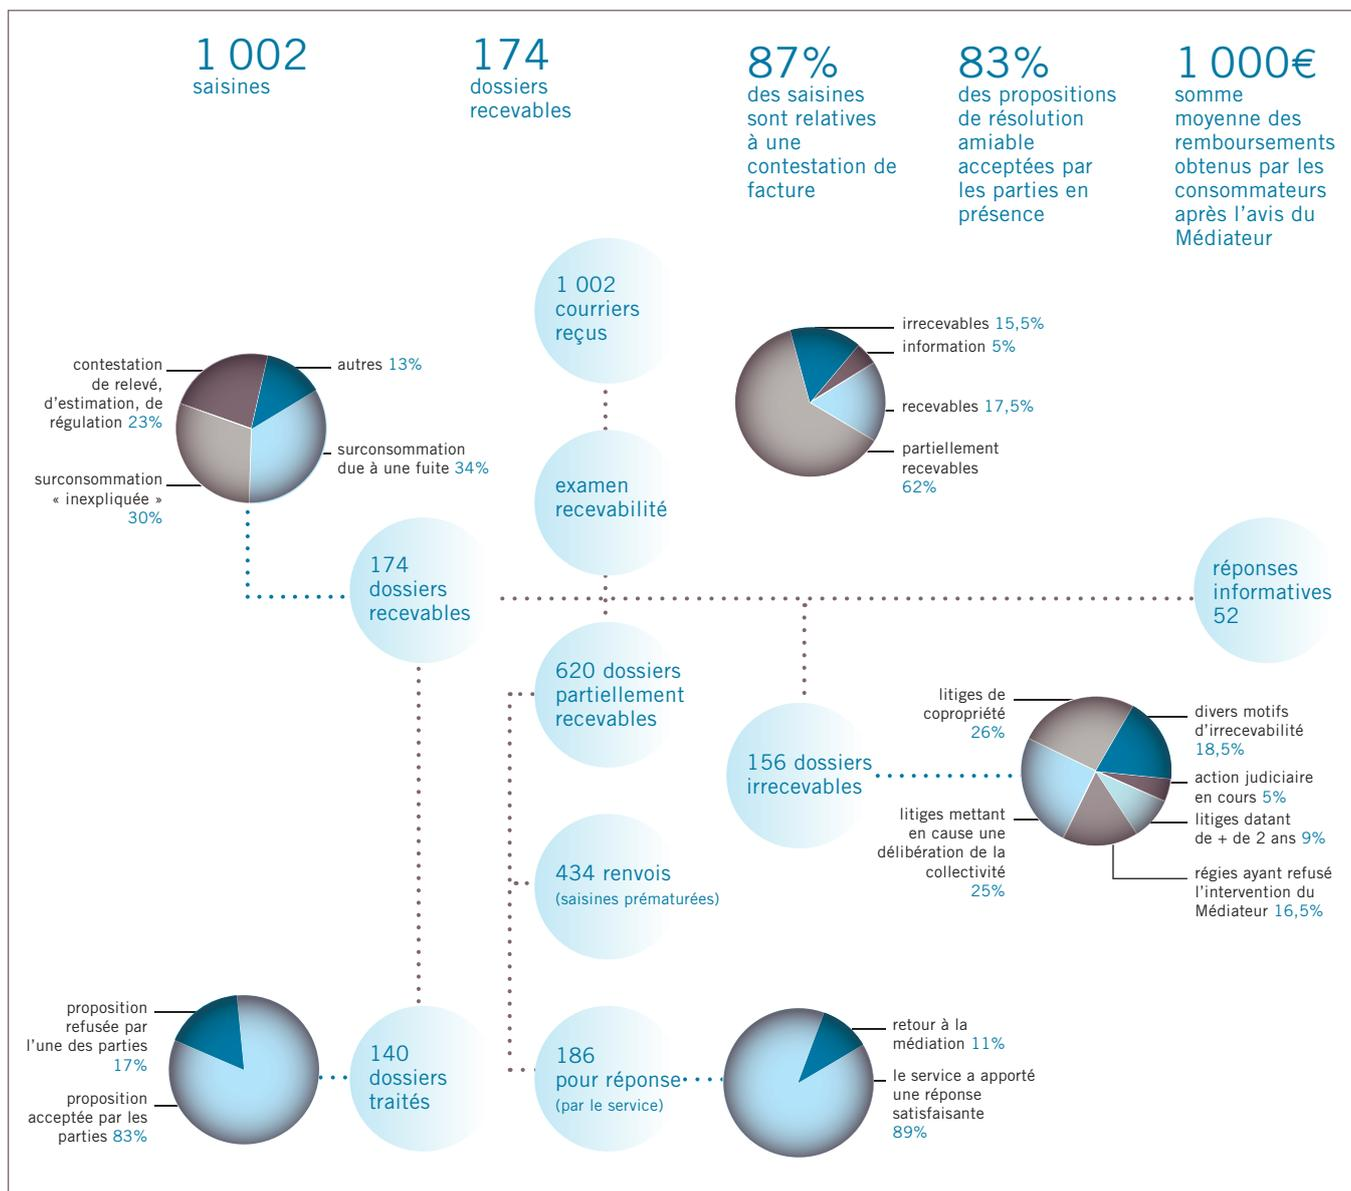 1 002
saisines
174
dossiers
recevables
87%
des saisines
sont relatives
à une
contestation de
facture
83%
des propositions
de résolution
amiable
acceptées par
les parties en
présence
1 000€
somme
moyenne des
remboursements
obtenus par les
consommateurs
après l’avis du
Médiateur
1 002
courriers
reçus
contestation
de relevé,
d’estimation, de
régulation 23%
autres 13%
surconsommation
due à une fuite 34%
surconsommation
« inexpliquée »
30%
irrecevables 15,5%
information 5%
recevables 17,5%
partiellement
recevables
62%
examen
recevabilité
174
dossiers
recevables
réponses
informatives
52
620 dossiers
partiellement
recevables
156 dossiers
irrecevables
litiges de
copropriété
26%
divers motifs
d’irrecevabilité
18,5%
action judiciaire
en cours 5%
litiges datant
de + de 2 ans 9%
régies ayant refusé
l’intervention du
Médiateur 16,5%
litiges mettant
en cause une
délibération de la
collectivité
25%
434 renvois
(saisines prématurées)
proposition
refusée par
l’une des parties
17%
proposition
acceptée par les
parties 83%
140
dossiers
traités
186
pour réponse
(par le service)
retour à la
médiation 11%
le service a apporté
une réponse
satisfaisante
89%